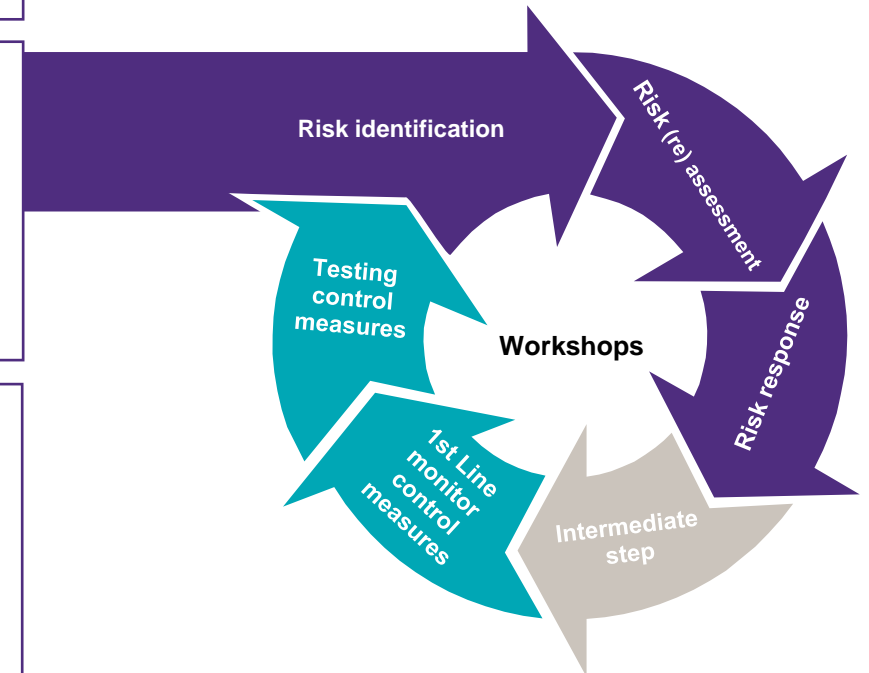 Risk identification
Risk (re) assessment
Risk response
Intermediate
step
1st Line
monitor
control
measures
Testing
control
measures
Workshops